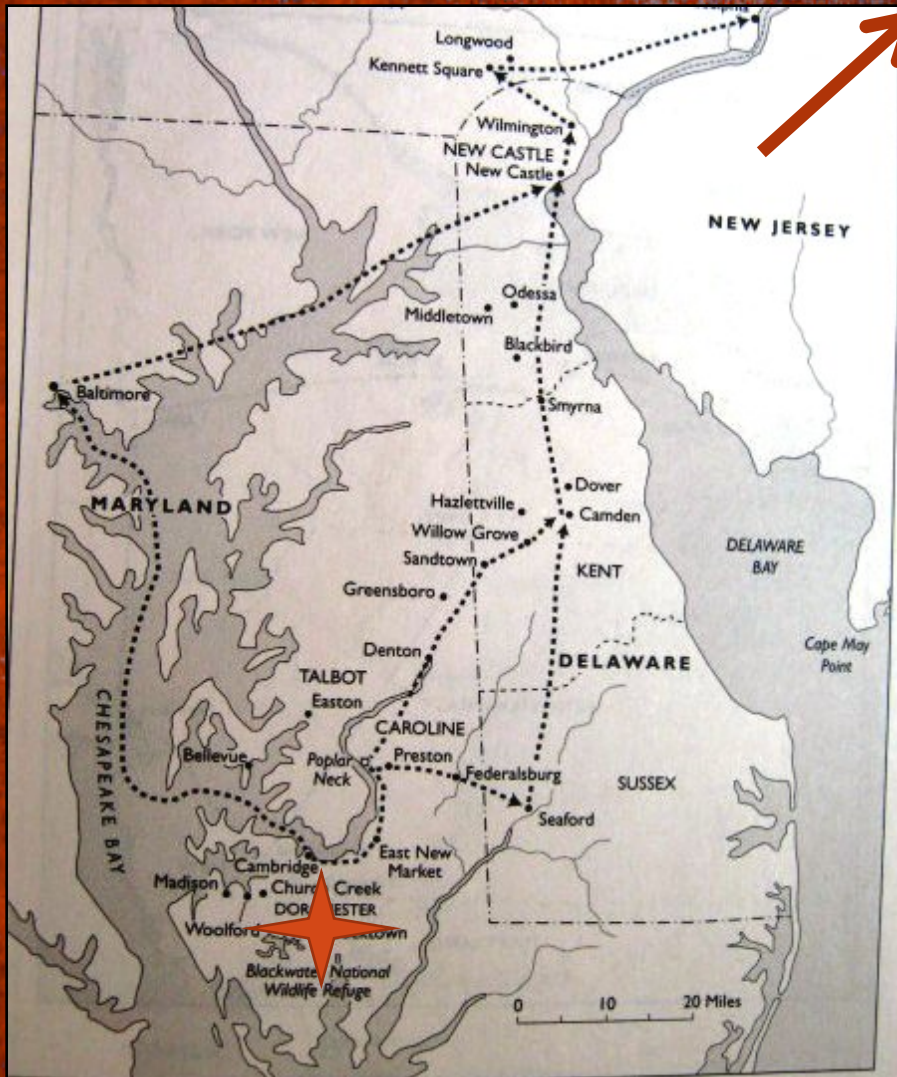 Longwood
Kennett Square
Wilmington
NEW CASTLE
New Castle
NEW JERSEY
Odessa
Middletown
Blackbird
Baltimore
Smyrna
MARYLAND
Dover
Hazlettville
Camden
Willow Grove
DELAWARE
BAY
Sandtown
KENT
Greensboro
Cape May
Point
Denton
DELAWARE
TALBOT
Easton
CAROLINE
CHESAPEAKE BAY
Bellevue
Poplar
Neck
Preston
Federalsburg
SUSSEX
Seaford
East New
Market
Cambridge
Madison
Church Creek
Woolford
Blackwater National
Wildlife Refuge
0 10 20 Miles